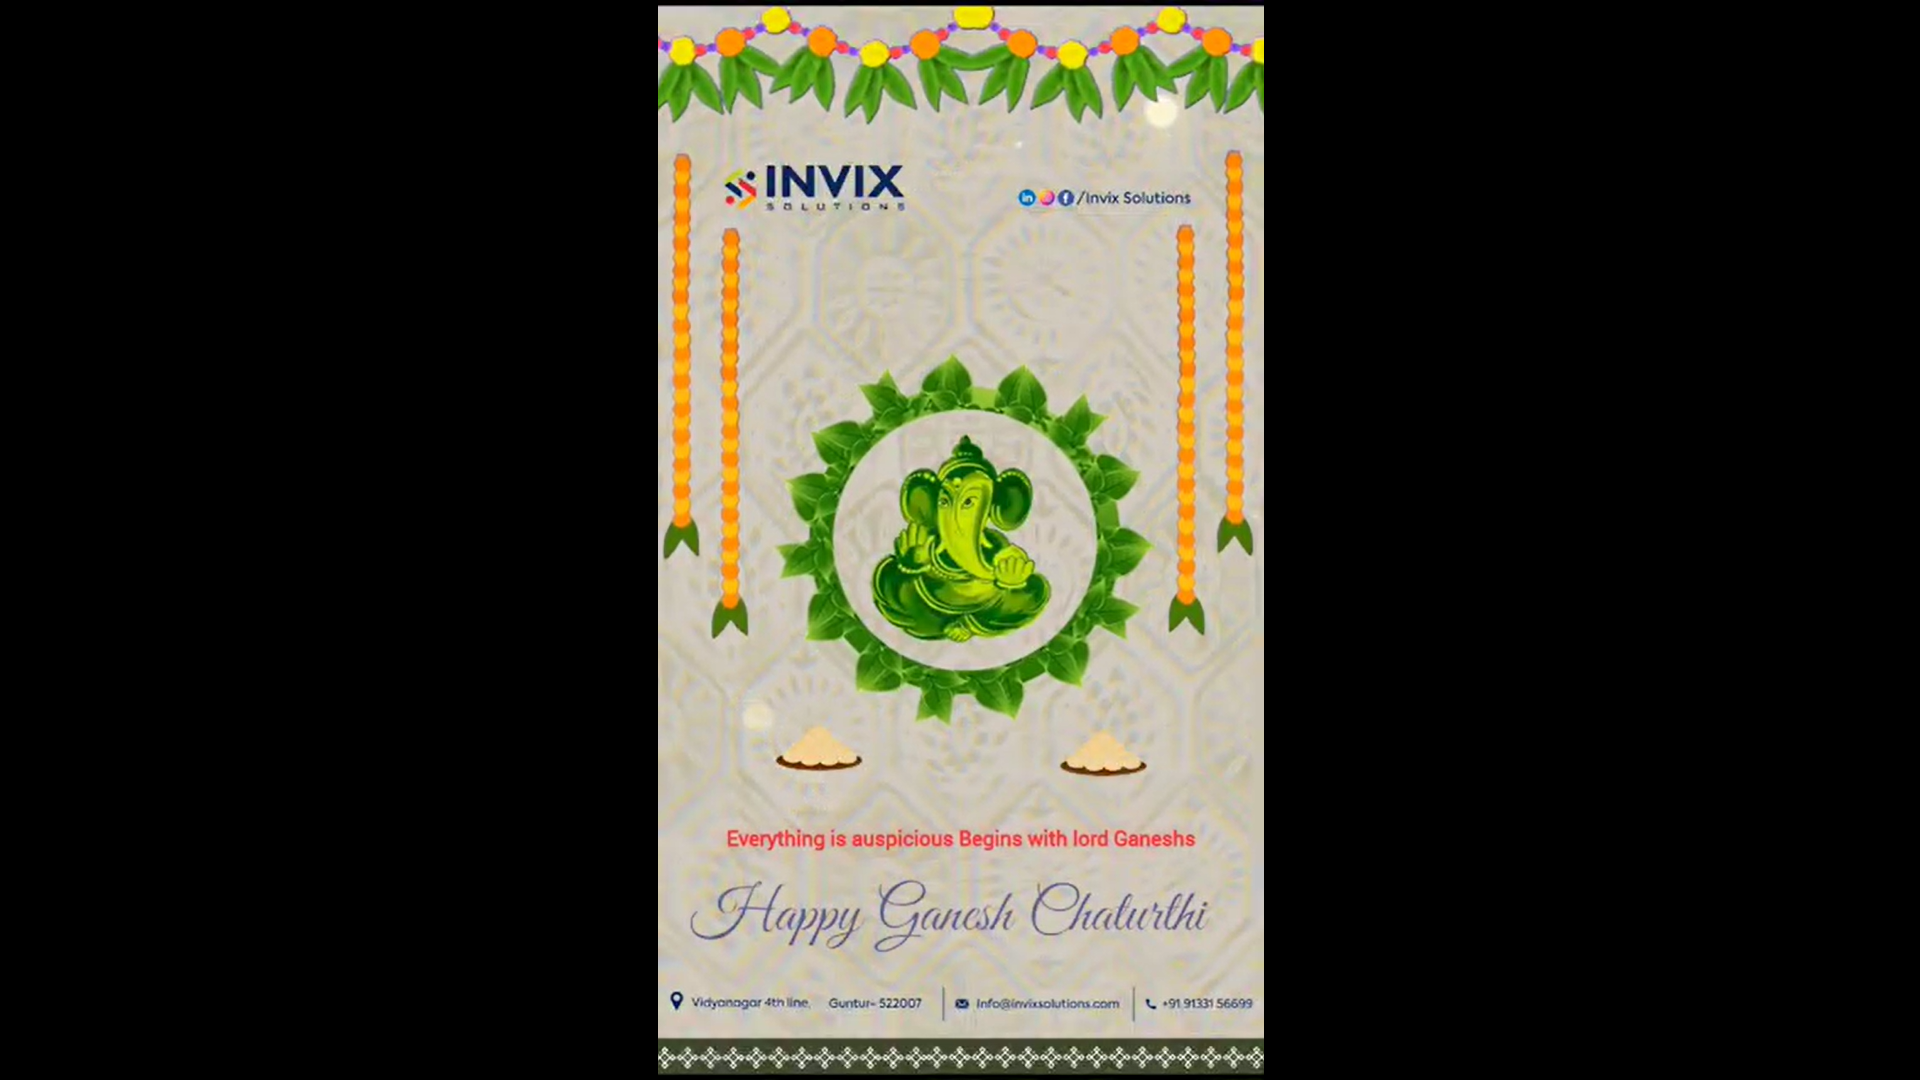 INVIX
SOLUTIONS
in f /Invix Solutions
Everything is auspicious Begins with lord Ganeshs
Happy Ganesh Chaturthi
Vidyanagar 4th line, Guntur- 522007
Info@invixsolutions.com
+91 91331 56699